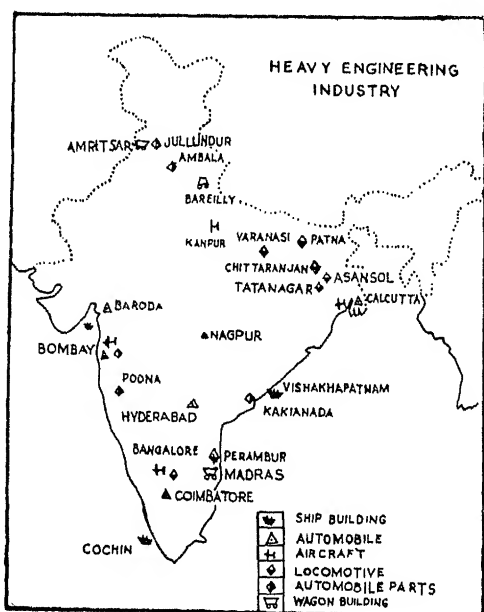 HEAVY ENGINEERING
INDUSTRY
AMRITSAR
JULLUNDUR
AMBALA
BAREILLY
KANPUR
VARANASI
PATNA
CHITTARANJAN
ASANSOL
TATANAGAR
CALCUTTA
BARODA
BOMBAY
NAGPUR
POONA
VISHAKHAPATNAM
HYDERABAD
KAKIANADA
BANGALORE
PERAMBUR
MADRAS
COIMBATORE
COCHIN
SHIP BUILDING
AUTOMOBILE
AIRCRAFT
LOCOMOTIVE
AUTOMOBILE PARTS
WAGON BUILDING